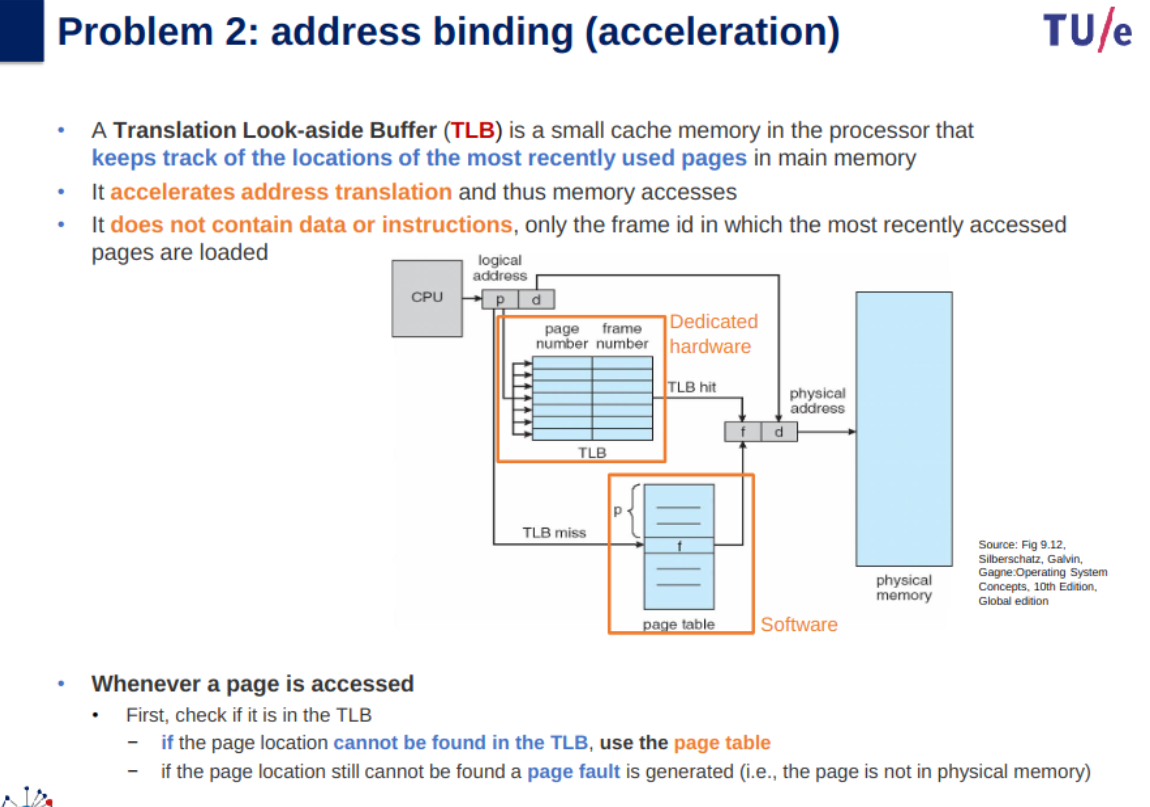 Problem 2: address binding (acceleration)
TU/e
• A Translation Look-aside Buffer (TLB) is a small cache memory in the processor that
keeps track of the locations of the most recently used pages in main memory
• It accelerates address translation and thus memory accesses
• It does not contain data or instructions, only the frame id in which the most recently accessed
pages are loaded
logical
address
CPU
p d
page frame
number number
Dedicated
hardware
TLB hit
physical
address
f d
TLB
p
TLB miss
f
page table
Software
physical
memory
Source: Fig 9.12,
Silberschatz, Galvin,
Gagne:Operating System
Concepts, 10th Edition,
Global edition
• Whenever a page is accessed
• First, check if it is in the TLB
– if the page location cannot be found in the TLB, use the page table
– if the page location still cannot be found a page fault is generated (i.e., the page is not in physical memory)